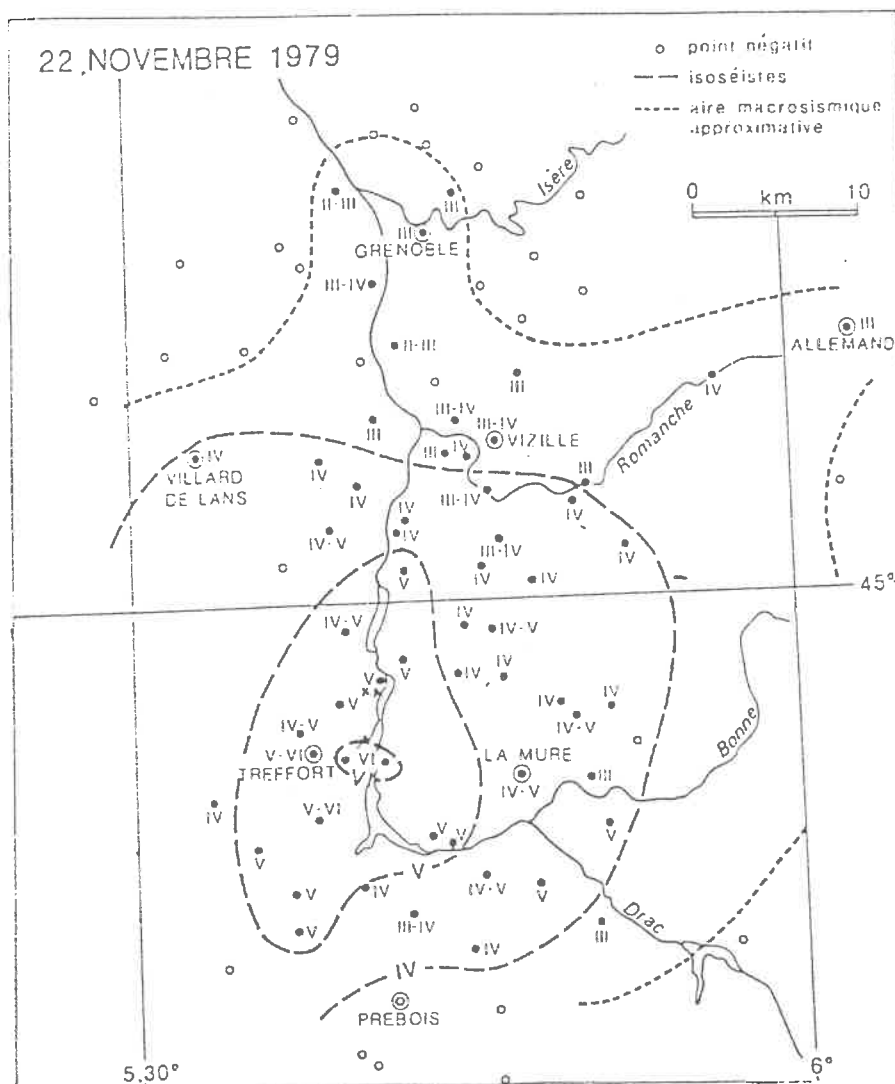 22 NOVEMBRE 1979
point négatif
isoséistes
aire macrosismique
approximative
0 10
km
Isère
II-III
III
III
GRENOBLE
III-IV
II-III
III
ALLEMAND
III
IV
III-IV
III-IV
VIZILLE
III
III
IV
Romanche
IV
VILLARD
DE LANS
IV
IV
III-IV
III
IV
IV
IV
IV-V
III-IV
IV
V
IV
IV
45°
IV-V
IV
IV-V
V
IV
IV
V
V
IV
IV
IV-V
IV-V
V-VI
TREFFORT
VI
V
LA MURE
IV-V
III
Bonne
IV
V-VI
V
V
V
V
V
IV
IV-V
V
V
V
III-IV
III
Drac
IV
IV
PREBOIS
5,30°
6°